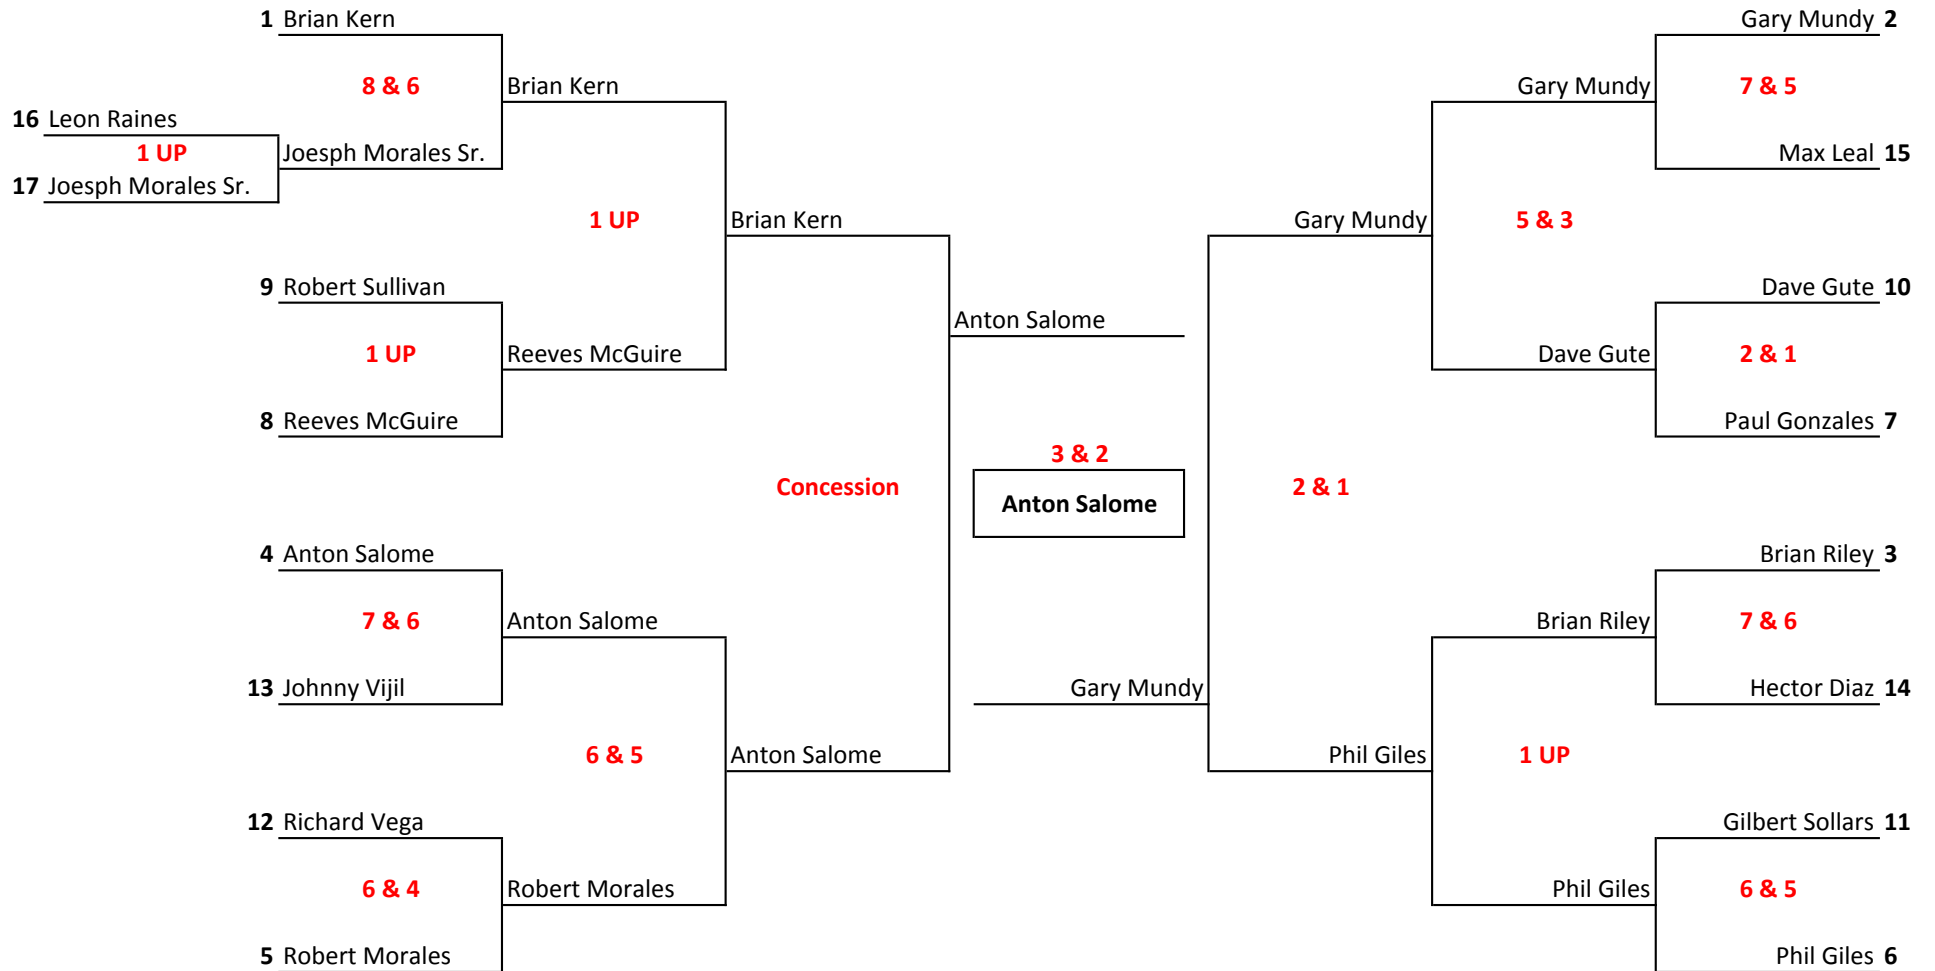 1 Brian Kern
Gary Mundy 2
8 & 6
Brian Kern
Gary Mundy
7 & 5
16 Leon Raines
1 UP
Joesph Morales Sr.
Max Leal 15
17 Joesph Morales Sr.
1 UP
Brian Kern
Gary Mundy
5 & 3
9 Robert Sullivan
Dave Gute 10
Anton Salome
1 UP
Reeves McGuire
Dave Gute
2 & 1
8 Reeves McGuire
Paul Gonzales 7
3 & 2
Concession
Anton Salome
2 & 1
4 Anton Salome
Brian Riley 3
7 & 6
Anton Salome
Brian Riley
7 & 6
13 Johnny Vijil
Gary Mundy
Hector Diaz 14
6 & 5
Anton Salome
Phil Giles
1 UP
12 Richard Vega
Gilbert Sollars 11
6 & 4
Robert Morales
Phil Giles
6 & 5
5 Robert Morales
Phil Giles 6